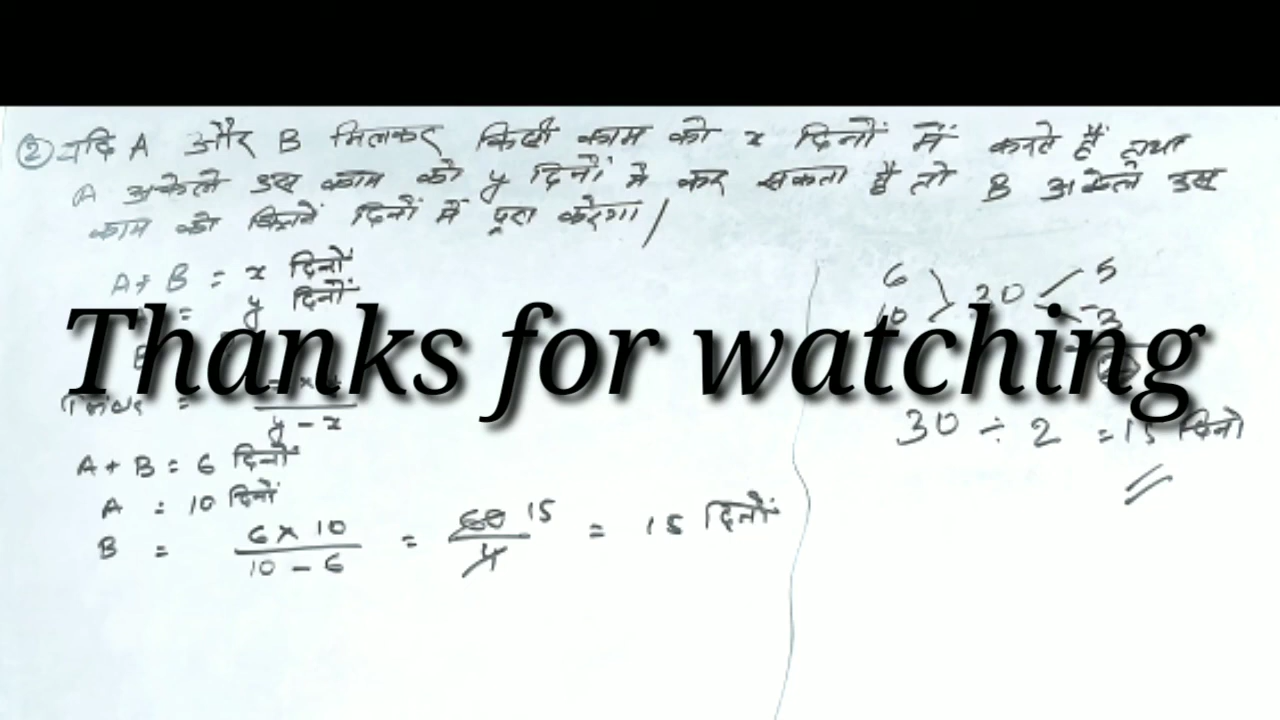 ② यदि A और B मिलकर किसी काम को x दिनों में करते हैं तथा
A अकेले उस काम को y दिनों में कर सकता है तो B अकेले उस
काम को कितने दिनों में पूरा करेगा /
A + B = x दिनों
= y दिनों
B
Thanks for watching
=
y - x
A + B = 6 दिनों
A = 10 दिनों
B = 6 x 10 / 10 - 6 = 60 15 / 4 = 15 दिनों
6 5
10 30 - 3
30 ÷ 2 = 15 दिनों